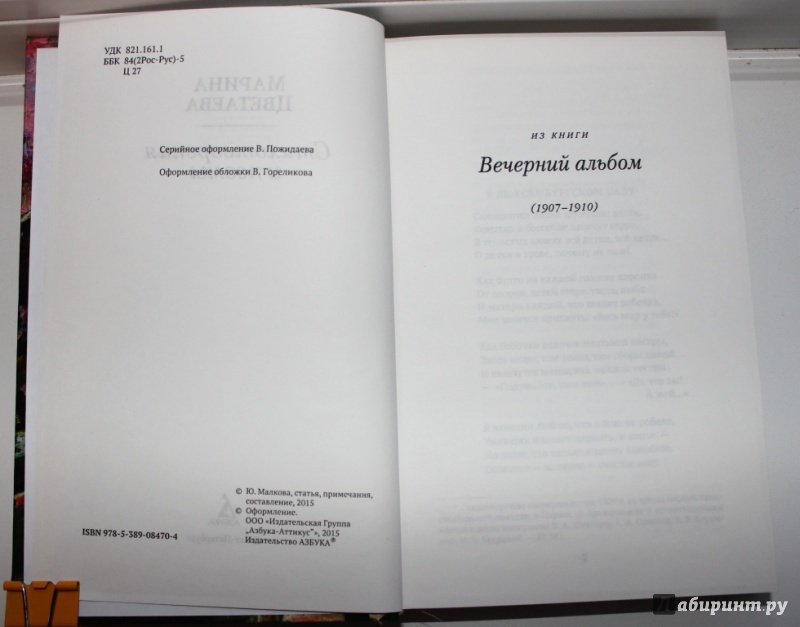 УДК 821.161.1
ББК 84(2Рос-Рус)-5
Ц 27
МАРИНА
ЦВЕТАЕВА
Серийное оформление В. Пожидаева
Оформление обложки В. Гореликова
© Ю. Малкова, статья, примечания,
составление, 2015
© Оформление.
ООО «Издательская Группа
„Азбука-Аттикус“», 2015
Издательство АЗБУКА®
ISBN 978-5-389-08470-4
ИЗ КНИГИ
Вечерний альбом
(1907–1910)
Лабиринт.ру